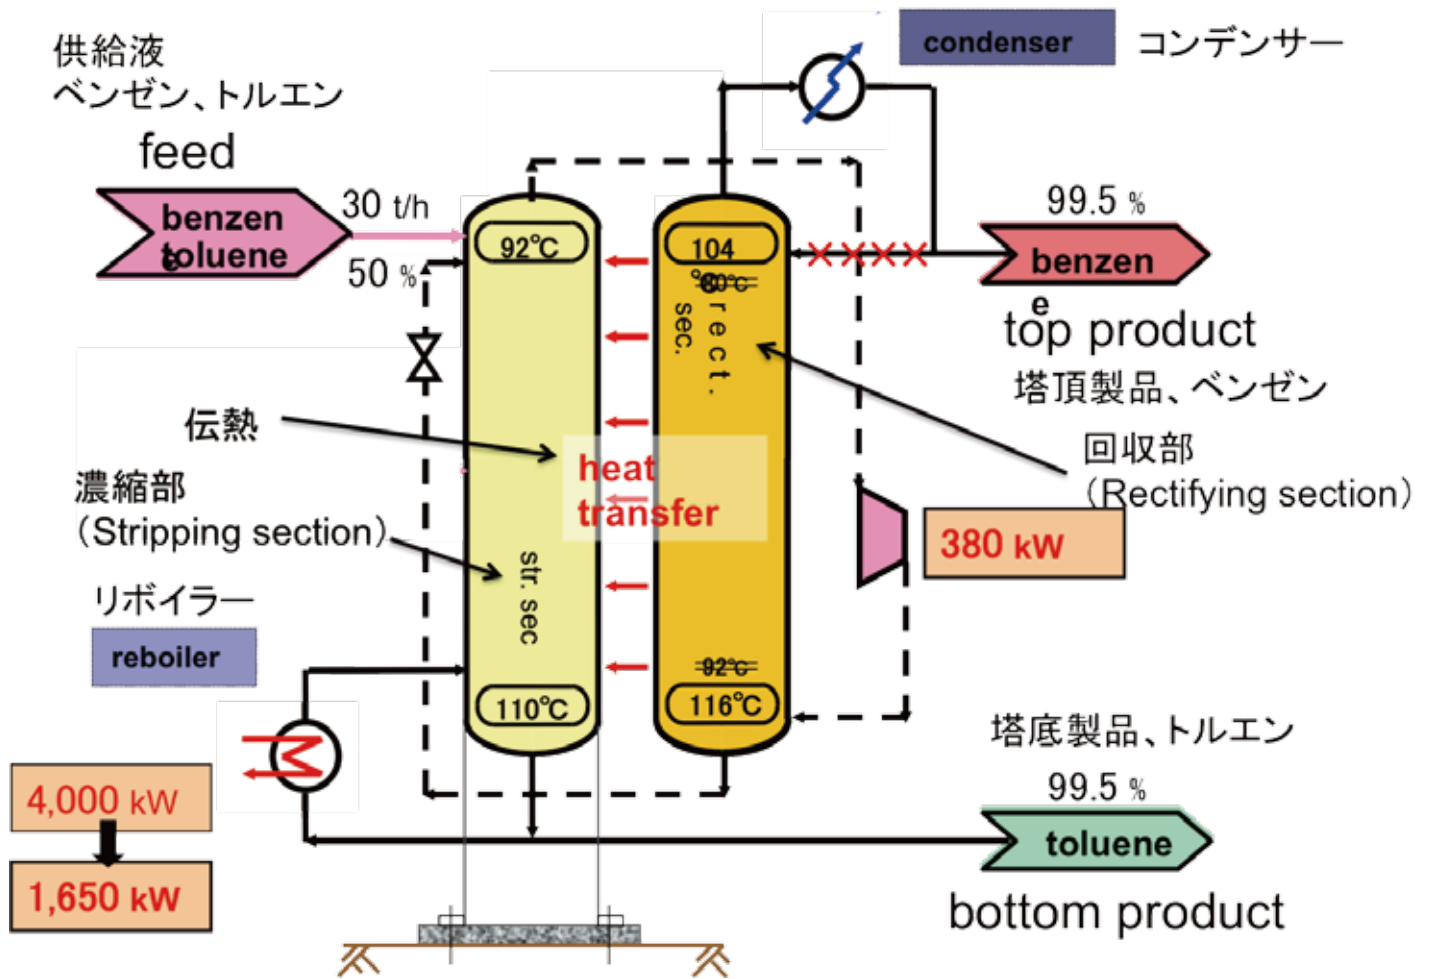 供給液
ベンゼン、トルエン
feed
benzen
e
toluene
30 t/h
50 %
condenser
コンデンサー
92℃
104
℃
80℃
rect.
sec.
99.5 %
benzen
e
top product
塔頂製品、ベンゼン
回収部
（Rectifying section）
伝熱
heat
transfer
濃縮部
（Stripping section）
str. sec
380 kW
リボイラー
reboiler
92℃
110℃
116℃
4,000 kW
1,650 kW
塔底製品、トルエン
99.5 %
toluene
bottom product